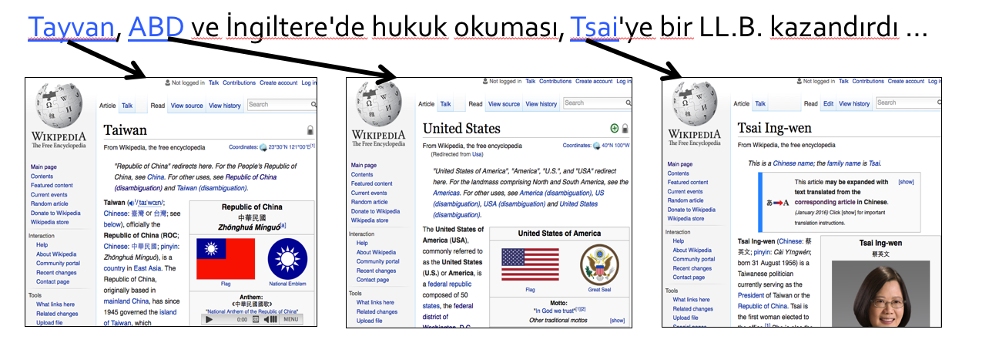 Tayvan, ABD ve İngiltere'de hukuk okuması, Tsai'ye bir LL.B. kazandırdı ...
Not logged in Talk Contributions Create account Log in
Article Talk Read View source View history Search
WIKIPEDIA
The Free Encyclopedia
Main page
Contents
Featured content
Current events
Random article
Donate to Wikipedia
Wikipedia store
Interaction
Help
About Wikipedia
Community portal
Recent changes
Contact page
Tools
What links here
Related changes
Upload file
Taiwan
From Wikipedia, the free encyclopedia
Coordinates: 23°30'N 121°00'E[1]
"Republic of China" redirects here. For the People's Republic of
China, see China. For other uses, see Republic of China
(disambiguation) and Taiwan (disambiguation).
Taiwan (/ˌtaɪˈwɑːn/;
Chinese: 臺灣 or 台灣; see
below), officially the
Republic of China (ROC;
Chinese: 中華民國; pinyin:
Zhōnghuá Mínguó), is a
country in East Asia. The
Republic of China,
originally based in
mainland China, has since
1945 governed the island
of Taiwan, which
Republic of China
中華民國
Zhōnghuá Mínguó[a]
Flag
National Emblem
Anthem:
《中華民國國歌》
"National Anthem of the Republic of China"
0:00 MENU
Not logged in Talk Contributions Create account Log in
Article Talk Read View source View history Search
WIKIPEDIA
The Free Encyclopedia
Main page
Contents
Featured content
Current events
Random article
Donate to Wikipedia
Wikipedia store
Interaction
Help
About Wikipedia
Community portal
Recent changes
Contact page
Tools
What links here
Related changes
Upload file
United States
From Wikipedia, the free encyclopedia
(Redirected from Usa)
Coordinates: 40°N 100°W
"United States of America", "America", "U.S.", and "USA" redirect
here. For the landmass comprising North and South America, see the
Americas. For other uses, see America (disambiguation), US
(disambiguation), USA (disambiguation) and United States
(disambiguation).
The United States of
America (USA),
commonly referred to
as the United States
(U.S.) or America, is
a federal republic
composed of 50
states, the federal
district of
Washington, D.C.
United States of America
Flag
Great Seal
Motto:
"In God we trust"[1][2]
Other traditional mottos [show]
Not logged in Talk Contributions Create account Log in
Article Talk Read Edit View history Search
WIKIPEDIA
The Free Encyclopedia
Main page
Contents
Featured content
Current events
Random article
Donate to Wikipedia
Wikipedia store
Interaction
Help
About Wikipedia
Community portal
Recent changes
Contact page
Tools
What links here
Related changes
Upload file
Tsai Ing-wen
From Wikipedia, the free encyclopedia
This is a Chinese name; the family name is Tsai.
This article may be expanded with [show]
text translated from the
corresponding article in Chinese.
(January 2016) Click [show] for important
translation instructions.
あ A
Tsai Ing-wen (Chinese: 蔡
英文; pinyin: Cài Yīngwén;
born 31 August 1956) is a
Taiwanese politician
currently serving as the
President of Taiwan or the
Republic of China. Tsai is
the first woman elected to
Tsai Ing-wen
蔡英文